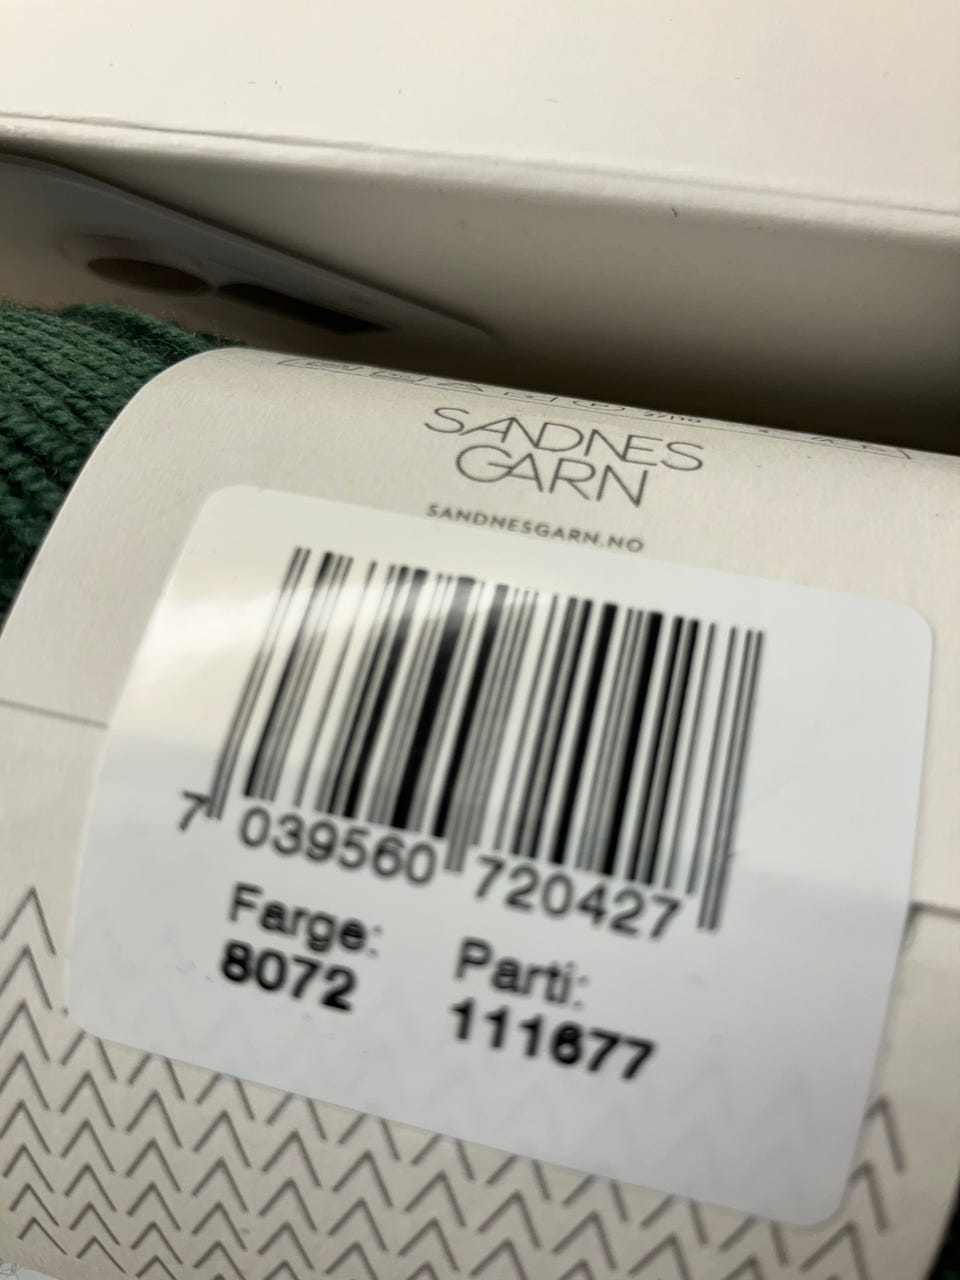 SANDNES
GARN
SANDNESGARN.NO
7 039560 720427
Farge: Parti:
8072 111677